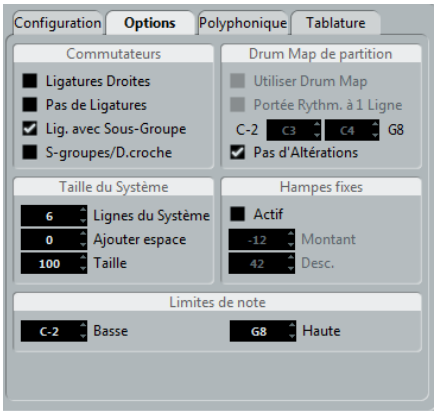 Configuration Options Polyphonique Tablature
Commutateurs
Ligatures Droites
Pas de Ligatures
Lig. avec Sous-Groupe
S-groupes/D.croche
Drum Map de partition
Utiliser Drum Map
Portée Rythm. à 1 Ligne
C-2 C3 C4 G8
Pas d'Altérations
Taille du Système
6 Lignes du Système
0 Ajouter espace
100 Taille
Hampes fixes
Actif
-12 Montant
42 Desc.
Limites de note
C-2 Basse G8 Haute